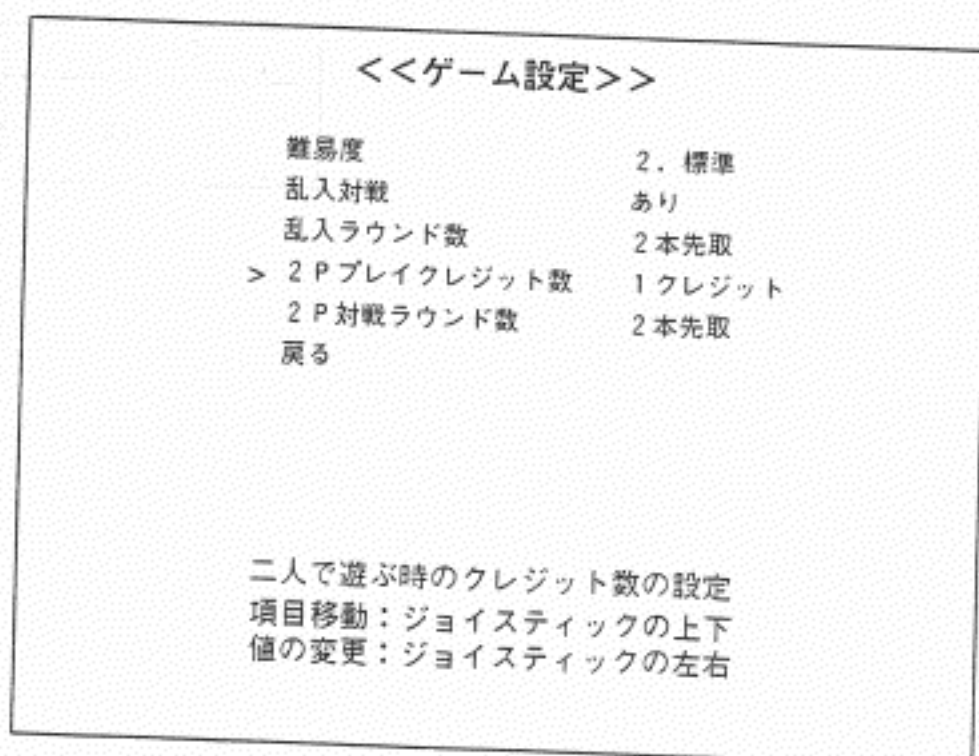 <<ゲーム設定>>
難易度 2. 標準
乱入対戦 あり
乱入ラウンド数 2本先取
> 2Pプレイクレジット数 1クレジット
2P対戦ラウンド数 2本先取
戻る
二人で遊ぶ時のクレジット数の設定
項目移動：ジョイスティックの上下
値の変更：ジョイスティックの左右